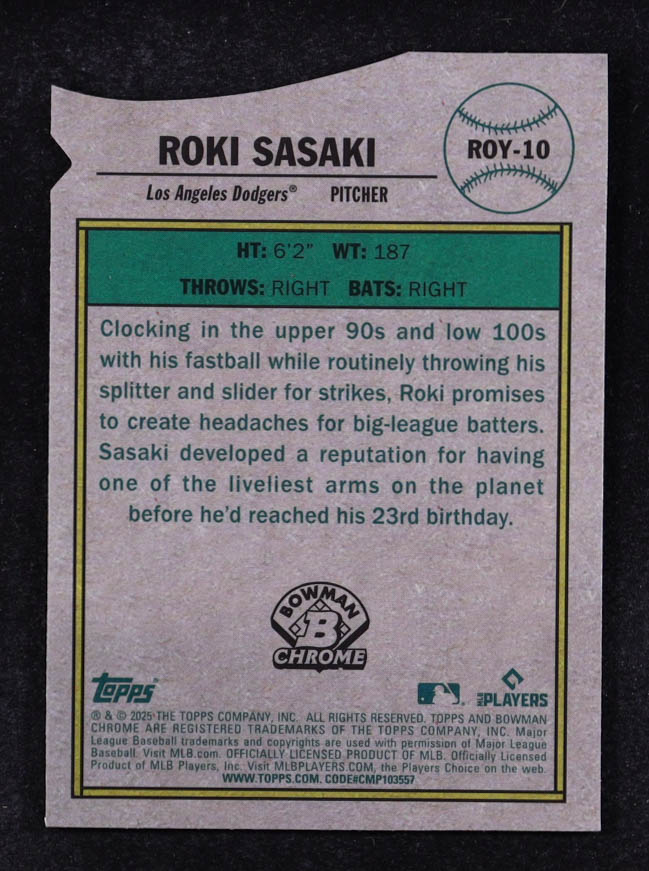 ROKI SASAKI
ROY-10
Los Angeles Dodgers® PITCHER
HT: 6'2" WT: 187
THROWS: RIGHT BATS: RIGHT
Clocking in the upper 90s and low 100s
with his fastball while routinely throwing his
splitter and slider for strikes, Roki promises
to create headaches for big-league batters.
Sasaki developed a reputation for having
one of the liveliest arms on the planet
before he'd reached his 23rd birthday.
BOWMAN
B
CHROME
topps
MLB PLAYERS
® & © 2025 THE TOPPS COMPANY, INC. ALL RIGHTS RESERVED. TOPPS AND BOWMAN
CHROME ARE REGISTERED TRADEMARKS OF THE TOPPS COMPANY, INC. Major
League Baseball trademarks and copyrights are used with permission of Major League
Baseball. Visit MLB.com. OFFICIALLY LICENSED PRODUCT OF MLB. Officially Licensed
Product of MLB Players, Inc. Visit MLBPLAYERS.COM, the Players Choice on the web.
WWW.TOPPS.COM. CODE#CMP103557